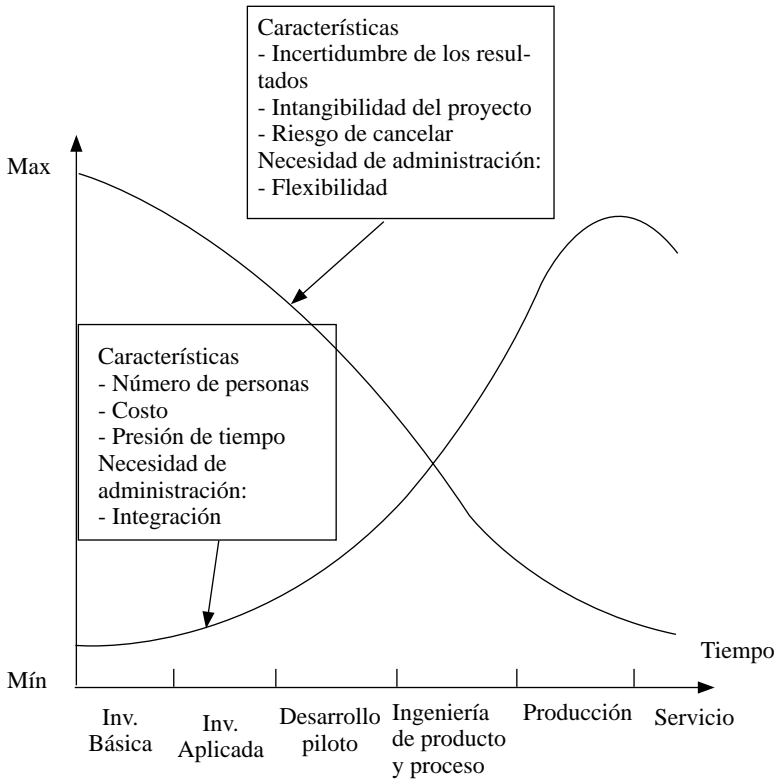 Características
- Incertidumbre de los resul-
tados
- Intangibilidad del proyecto
- Riesgo de cancelar
Necesidad de administración:
- Flexibilidad
Max
Características
- Número de personas
- Costo
- Presión de tiempo
Necesidad de
administración:
- Integración
Tiempo
Mín
Inv.
Básica
Inv.
Aplicada
Desarrollo
piloto
Ingeniería
de producto
y proceso
Producción
Servicio